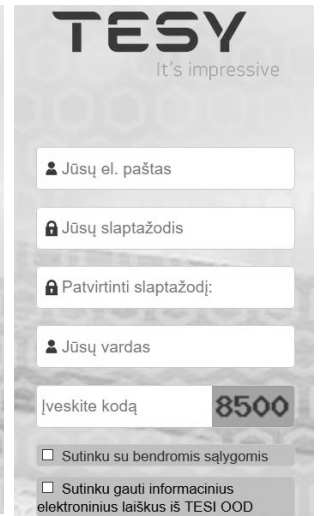 TESY
It's impressive
Jūsų el. paštas
Jūsų slaptažodis
Patvirtinti slaptažodį:
Jūsų vardas
Įveskite kodą 8500
Sutinku su bendromis sąlygomis
Sutinku gauti informacinius
elektroninius laiškus iš TESI OOD